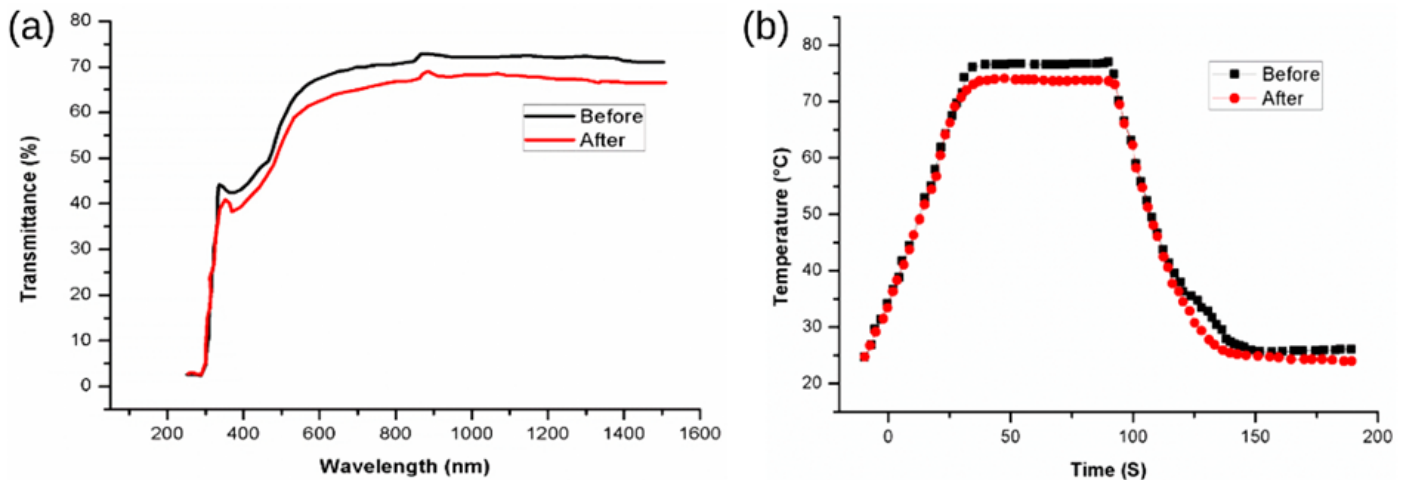 (a)
80
70
60
50
40
30
20
10
0
Transmittance (%)
Before
After
200 400 600 800 1000 1200 1400 1600
Wavelength (nm)
(b)
80
70
60
50
40
30
20
Temperature (°C)
Before
After
0 50 100 150 200
Time (S)